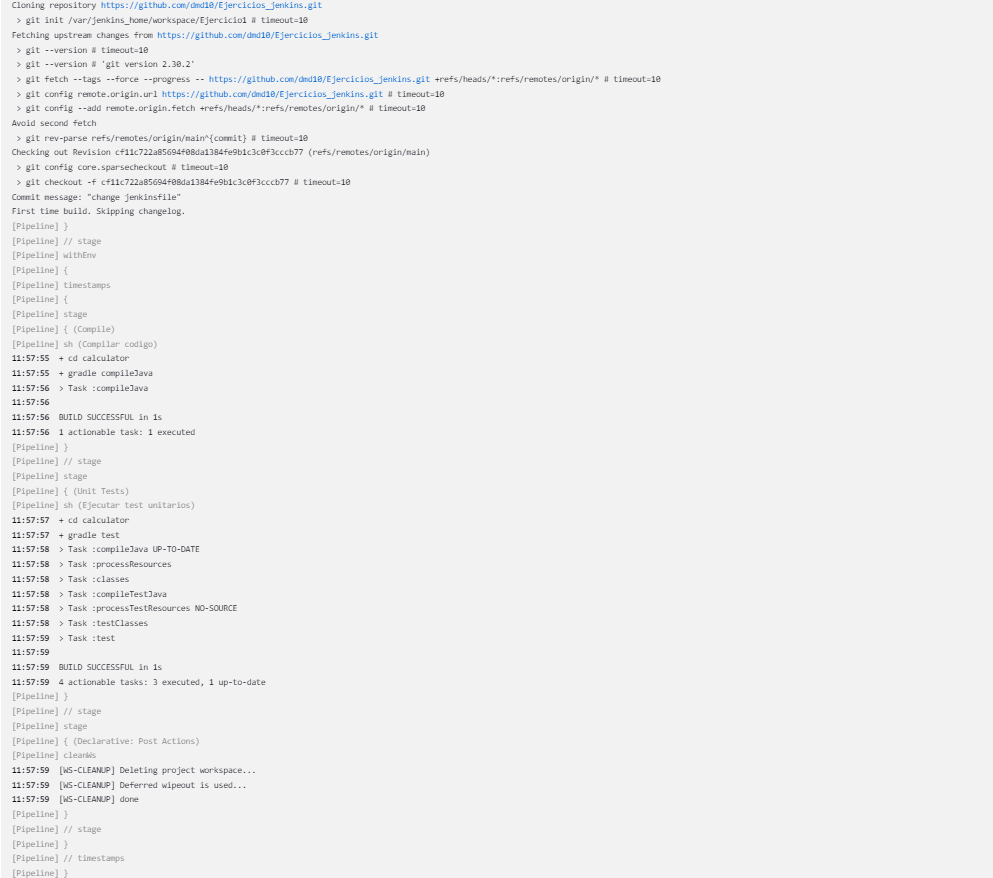 Cloning repository https://github.com/dmd10/Ejercicios_jenkins.git
> git init /var/jenkins_home/workspace/Ejercicio1 # timeout=10
Fetching upstream changes from https://github.com/dmd10/Ejercicios_jenkins.git
> git --version # timeout=10
> git --version # 'git version 2.30.2'
> git fetch --tags --force --progress -- https://github.com/dmd10/Ejercicios_jenkins.git +refs/heads/*:refs/remotes/origin/* # timeout=10
> git config remote.origin.url https://github.com/dmd10/Ejercicios_jenkins.git # timeout=10
> git config --add remote.origin.fetch +refs/heads/*:refs/remotes/origin/* # timeout=10
Avoid second fetch
> git rev-parse refs/remotes/origin/main^{commit} # timeout=10
Checking out Revision cf11c722a85694f08da1384fe9b1c3c0f3cccb77 (refs/remotes/origin/main)
> git config core.sparsecheckout # timeout=10
> git checkout -f cf11c722a85694f08da1384fe9b1c3c0f3cccb77 # timeout=10
Commit message: "change jenkinsfile"
First time build. Skipping changelog.
[Pipeline] }
[Pipeline] // stage
[Pipeline] withEnv
[Pipeline] {
[Pipeline] timestamps
[Pipeline] {
[Pipeline] stage
[Pipeline] { (Compile)
[Pipeline] sh (Compilar codigo)
11:57:55 + cd calculator
11:57:55 + gradle compileJava
11:57:56 > Task :compileJava
11:57:56
11:57:56 BUILD SUCCESSFUL in 1s
11:57:56 1 actionable task: 1 executed
[Pipeline] }
[Pipeline] // stage
[Pipeline] stage
[Pipeline] { (Unit Tests)
[Pipeline] sh (Ejecutar test unitarios)
11:57:57 + cd calculator
11:57:57 + gradle test
11:57:58 > Task :compileJava UP-TO-DATE
11:57:58 > Task :processResources
11:57:58 > Task :classes
11:57:58 > Task :compileTestJava
11:57:58 > Task :processTestResources NO-SOURCE
11:57:58 > Task :testClasses
11:57:59 > Task :test
11:57:59
11:57:59 BUILD SUCCESSFUL in 1s
11:57:59 4 actionable tasks: 3 executed, 1 up-to-date
[Pipeline] }
[Pipeline] // stage
[Pipeline] stage
[Pipeline] { (Declarative: Post Actions)
[Pipeline] cleanWs
11:57:59 [WS-CLEANUP] Deleting project workspace...
11:57:59 [WS-CLEANUP] Deferred wipeout is used...
11:57:59 [WS-CLEANUP] done
[Pipeline] }
[Pipeline] // stage
[Pipeline] }
[Pipeline] // timestamps
[Pipeline] }